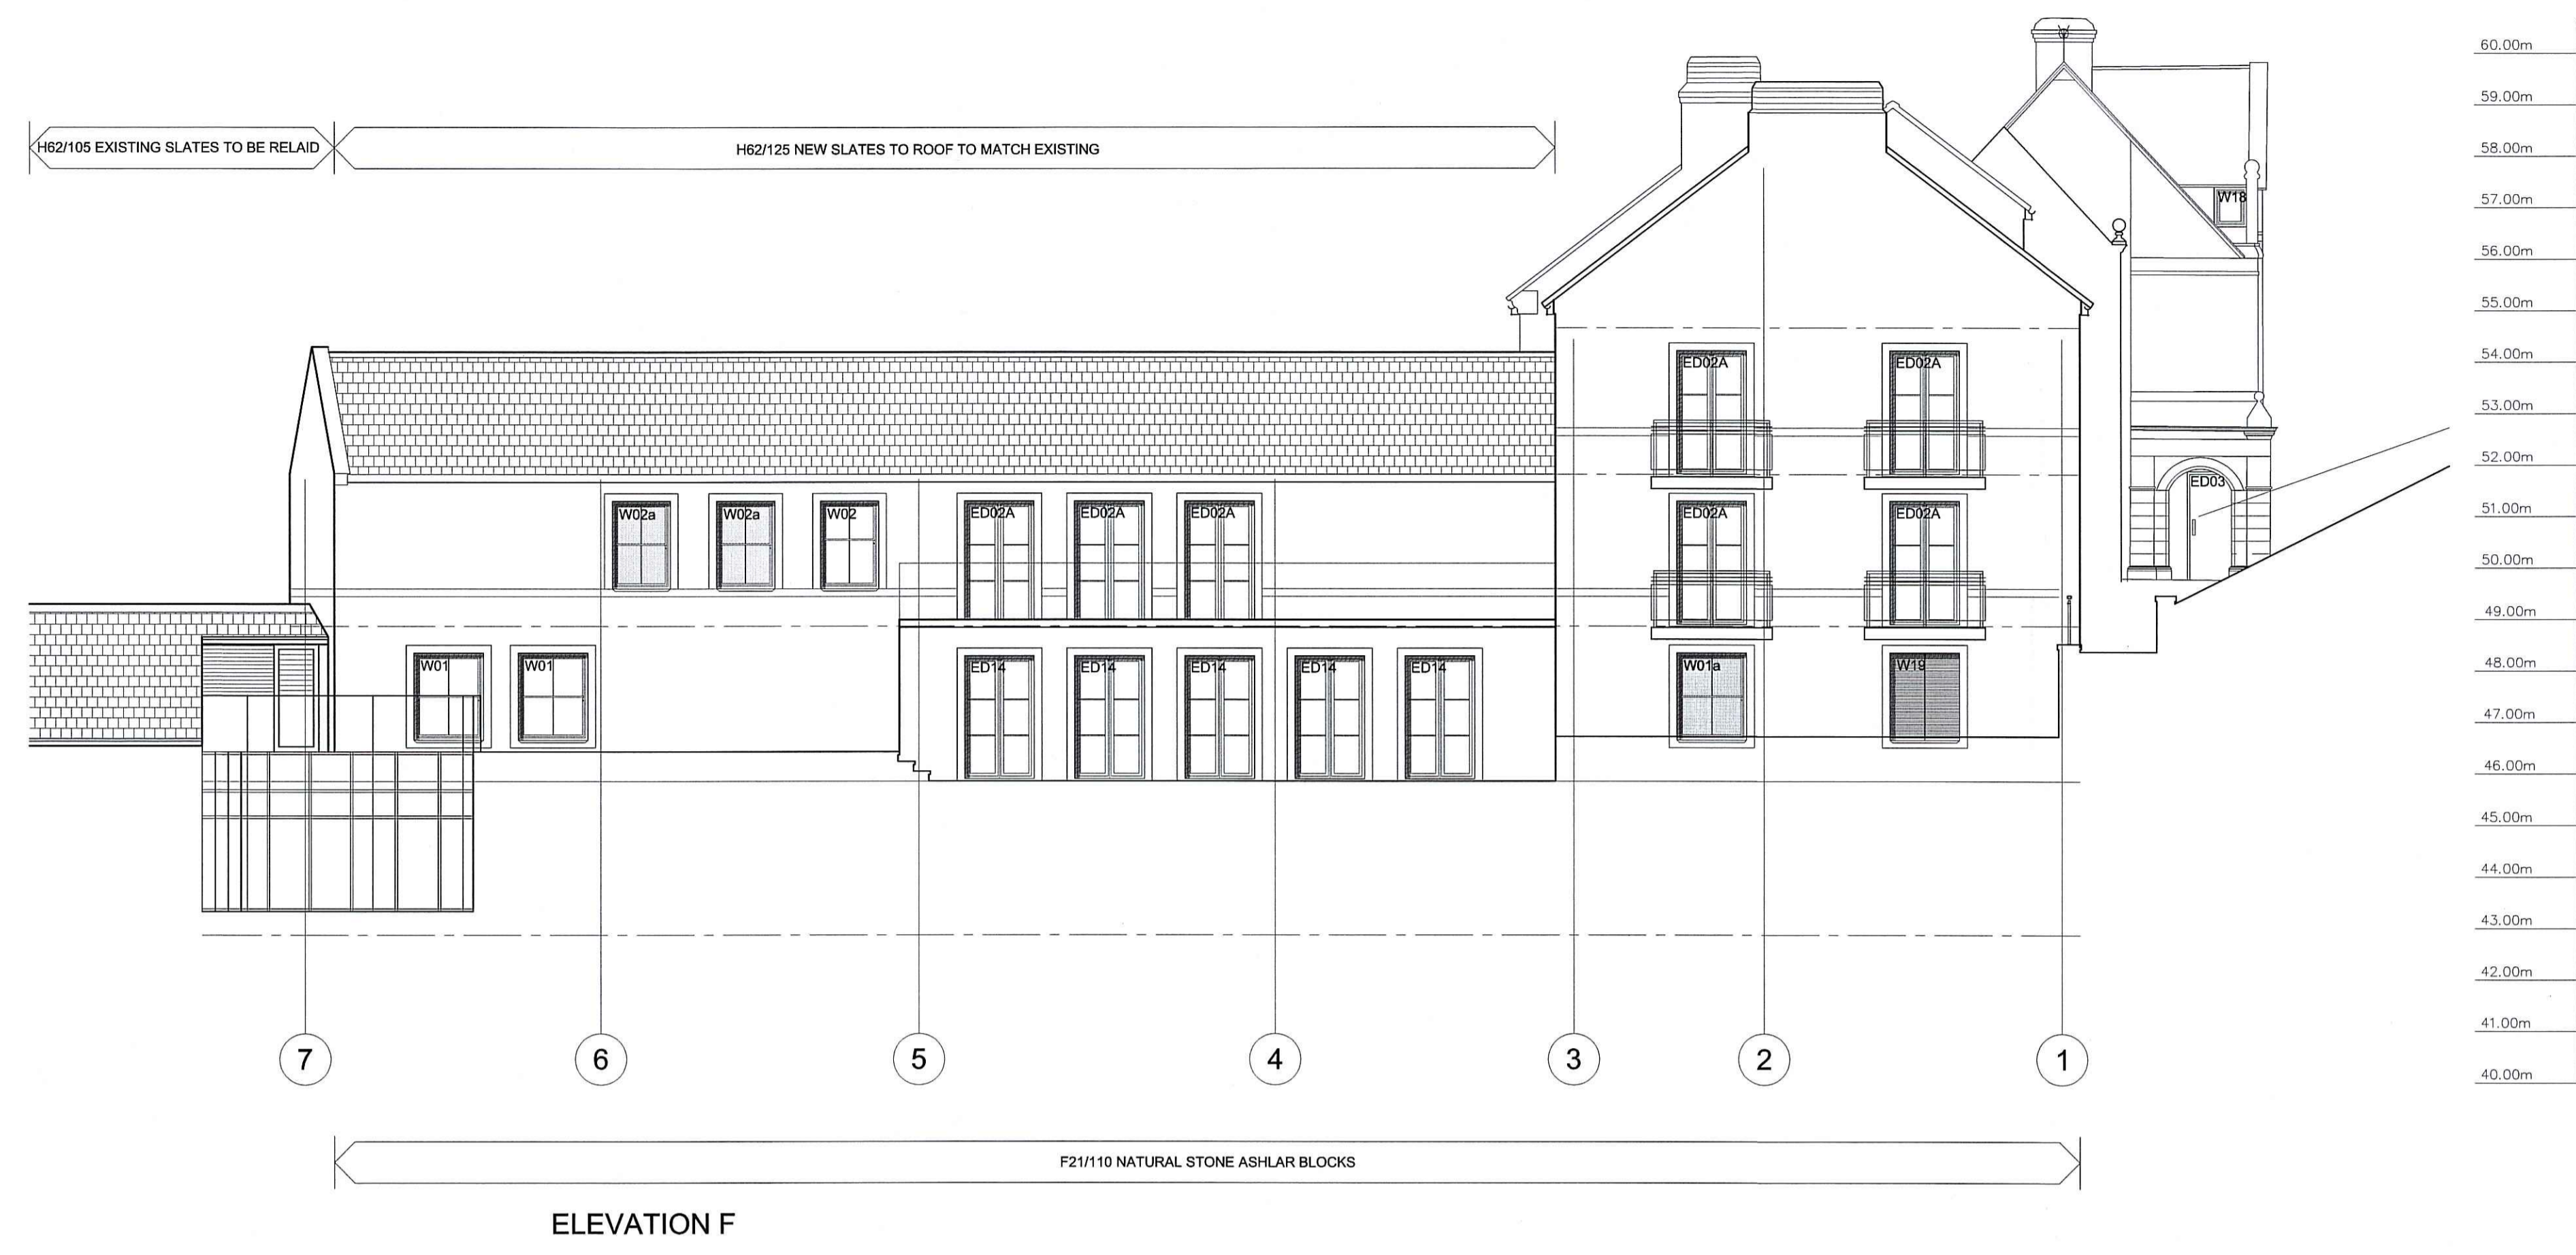 60.00m
59.00m
H62/105 EXISTING SLATES TO BE RELAID
H62/125 NEW SLATES TO ROOF TO MATCH EXISTING
58.00m
W18
57.00m
56.00m
55.00m
ED02A ED02A
54.00m
53.00m
52.00m
ED03
W02a W02a W02 ED02A ED02A ED02A ED02A ED02A
51.00m
50.00m
49.00m
W01 W01 ED14 ED14 ED14 ED14 ED14 W01a W19
48.00m
47.00m
46.00m
45.00m
44.00m
43.00m
42.00m
41.00m
7 6 5 4 3 2 1
40.00m
F21/110 NATURAL STONE ASHLAR BLOCKS
ELEVATION F